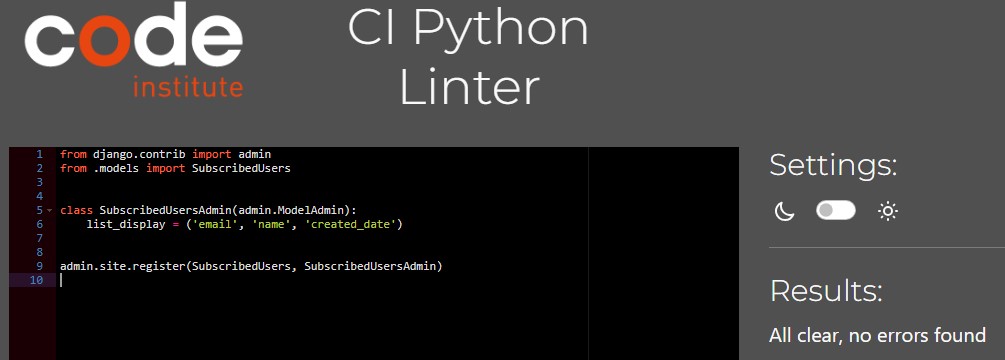 code
institute
CI Python
Linter
1 from django.contrib import admin
2 from .models import SubscribedUsers
3
4
5 class SubscribedUsersAdmin(admin.ModelAdmin):
6     list_display = ('email', 'name', 'created_date')
7
8
9 admin.site.register(SubscribedUsers, SubscribedUsersAdmin)
10
Settings:
Results:
All clear, no errors found